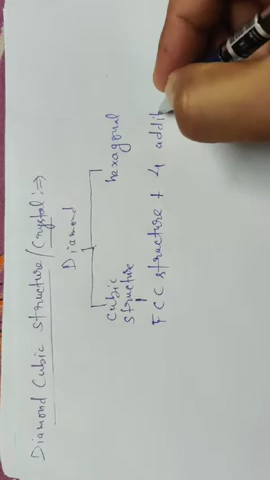 Diamond Cubic structure/Crystal :⇒
Diamond
cubic hexagonal
structure
FCC structure + 4 addi